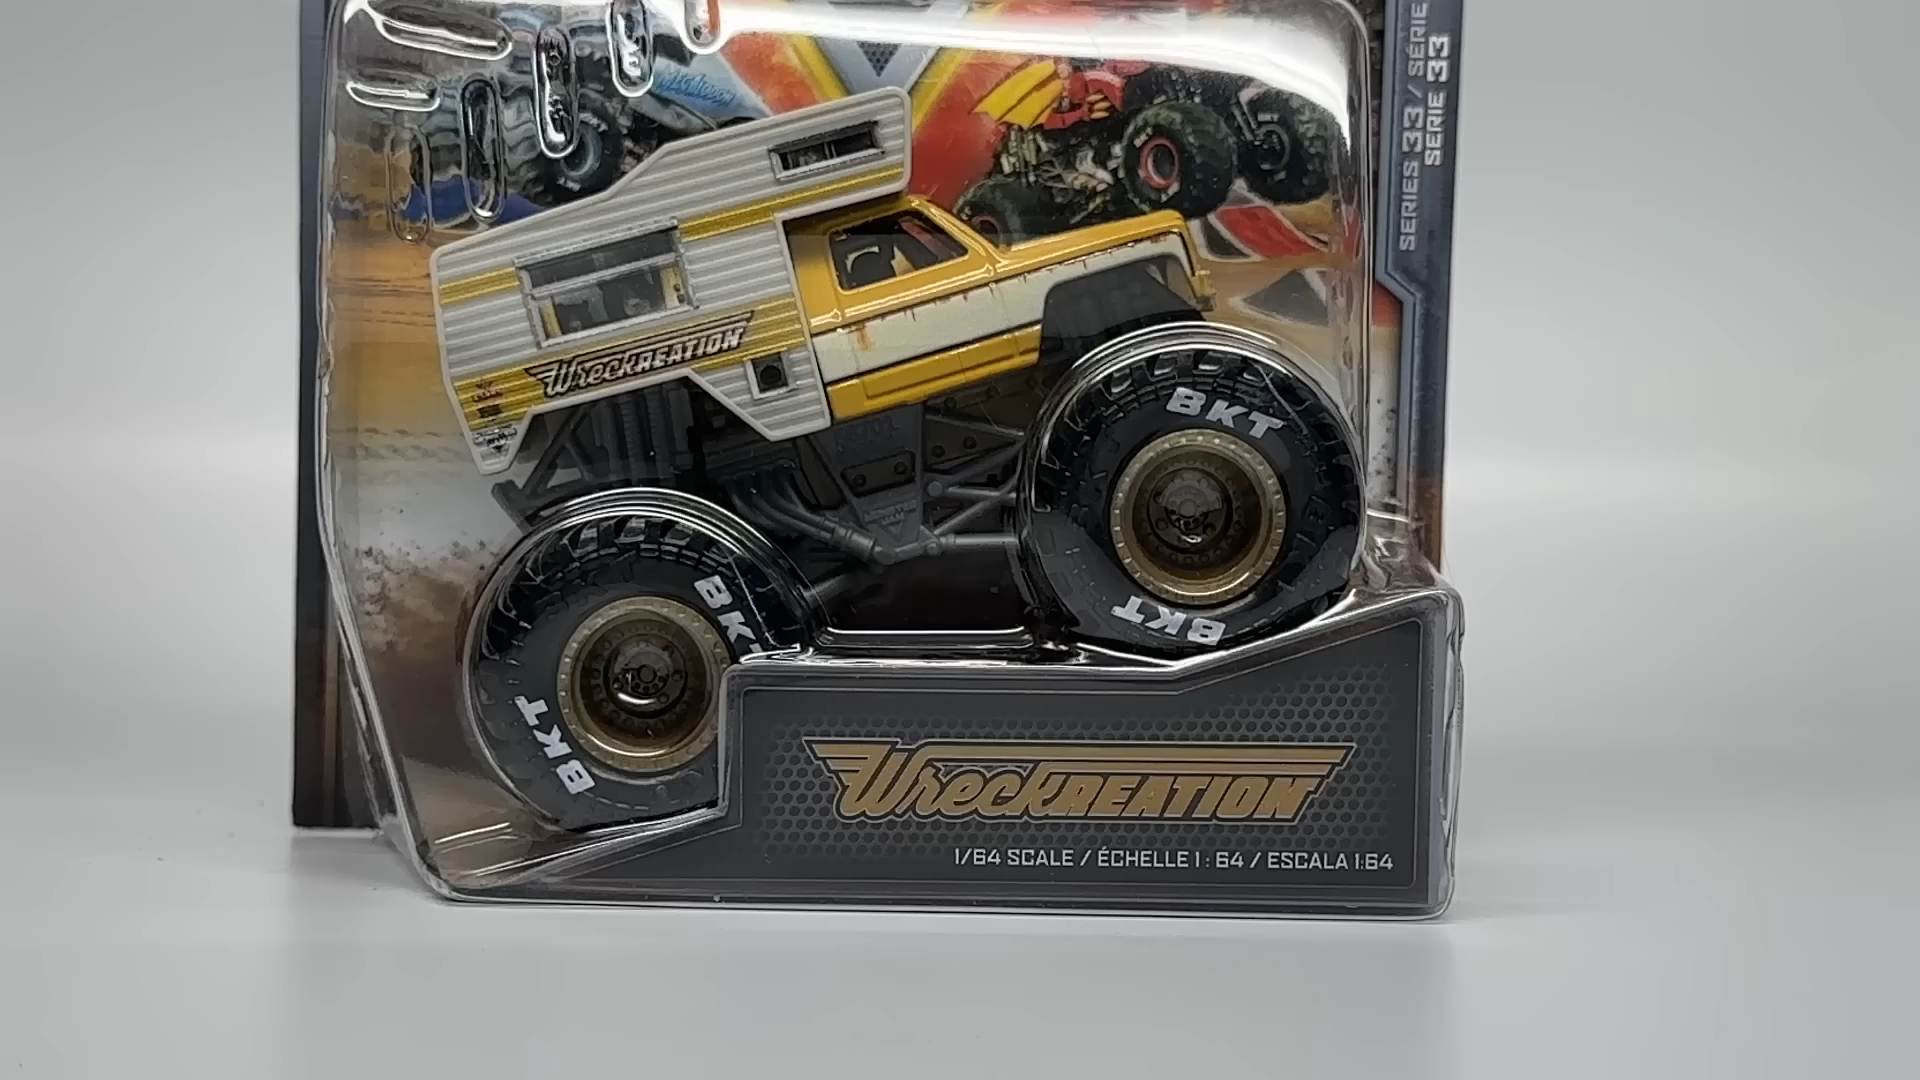 MEGALODON
SERIES 33 / SÉRIE
SERIE 33
WRECKREATION
BKT
BKT
BKT
BKT
WRECKREATION
1/64 SCALE / ÉCHELLE 1 : 64 / ESCALA 1:64